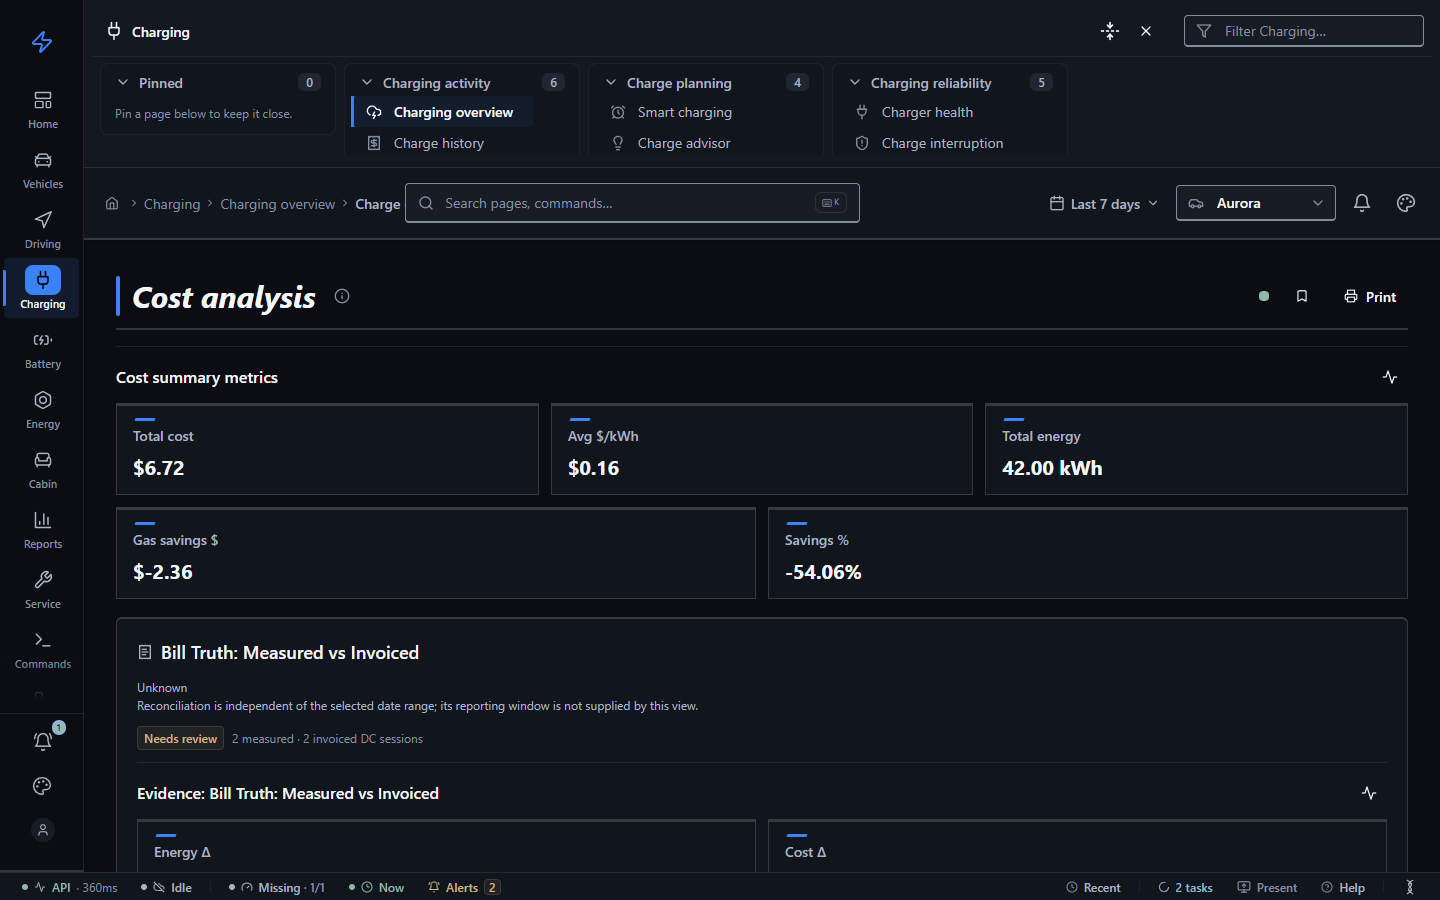 Charging
Filter Charging...
Pinned 0
Pin a page below to keep it close.
Charging activity 6
Charging overview
Charge history
Charge planning 4
Smart charging
Charge advisor
Charging reliability 5
Charger health
Charge interruption
Home
Vehicles
Driving
Charging
Battery
Energy
Cabin
Reports
Service
Commands
1
Charging > Charging overview > Charge
Search pages, commands...
K
Last 7 days
Aurora
Cost analysis
Print
Cost summary metrics
Total cost
$6.72
Avg $/kWh
$0.16
Total energy
42.00 kWh
Gas savings $
$-2.36
Savings %
-54.06%
Bill Truth: Measured vs Invoiced
Unknown
Reconciliation is independent of the selected date range; its reporting window is not supplied by this view.
Needs review 2 measured · 2 invoiced DC sessions
Evidence: Bill Truth: Measured vs Invoiced
Energy Δ
Cost Δ
API · 360ms
Idle
Missing · 1/1
Now
Alerts 2
Recent
2 tasks
Present
Help